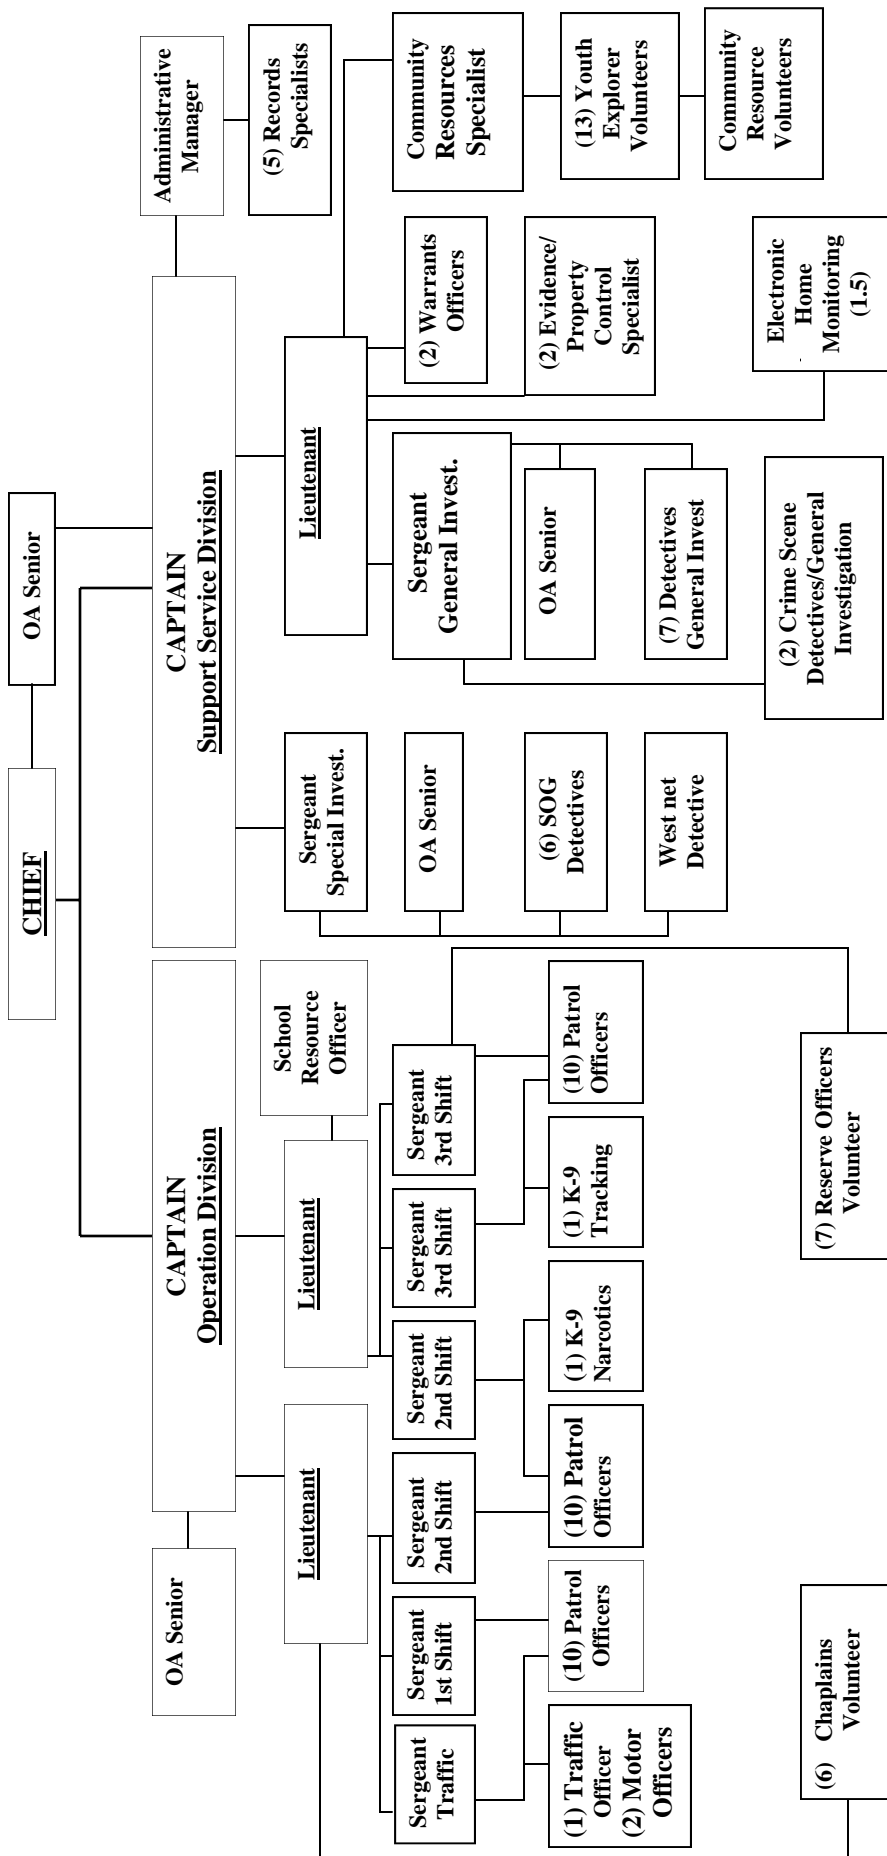 CHIEF
OA Senior
OA Senior
CAPTAIN
Operation Division
CAPTAIN
Support Service Division
Administrative
Manager
(5) Records
Specialists
Lieutenant
Lieutenant
School
Resource
Officer
Sergeant
Special Invest.
Lieutenant
Sergeant
Traffic
Sergeant
1st Shift
Sergeant
2nd Shift
Sergeant
2nd Shift
Sergeant
3rd Shift
Sergeant
3rd Shift
OA Senior
Sergeant
General Invest.
(2) Warrants
Officers
Community
Resources
Specialist
(1) Traffic
Officer
(2) Motor
Officers
(10) Patrol
Officers
(10) Patrol
Officers
(1) K-9
Narcotics
(1) K-9
Tracking
(10) Patrol
Officers
(6) SOG
Detectives
OA Senior
(2) Evidence/
Property
Control
Specialist
(13) Youth
Explorer
Volunteers
West net
Detective
(7) Detectives
General Invest
Community
Resource
Volunteers
(6) Chaplains
Volunteer
(7) Reserve Officers
Volunteer
(2) Crime Scene
Detectives/General
Investigation
Electronic
Home
Monitoring
(1.5)